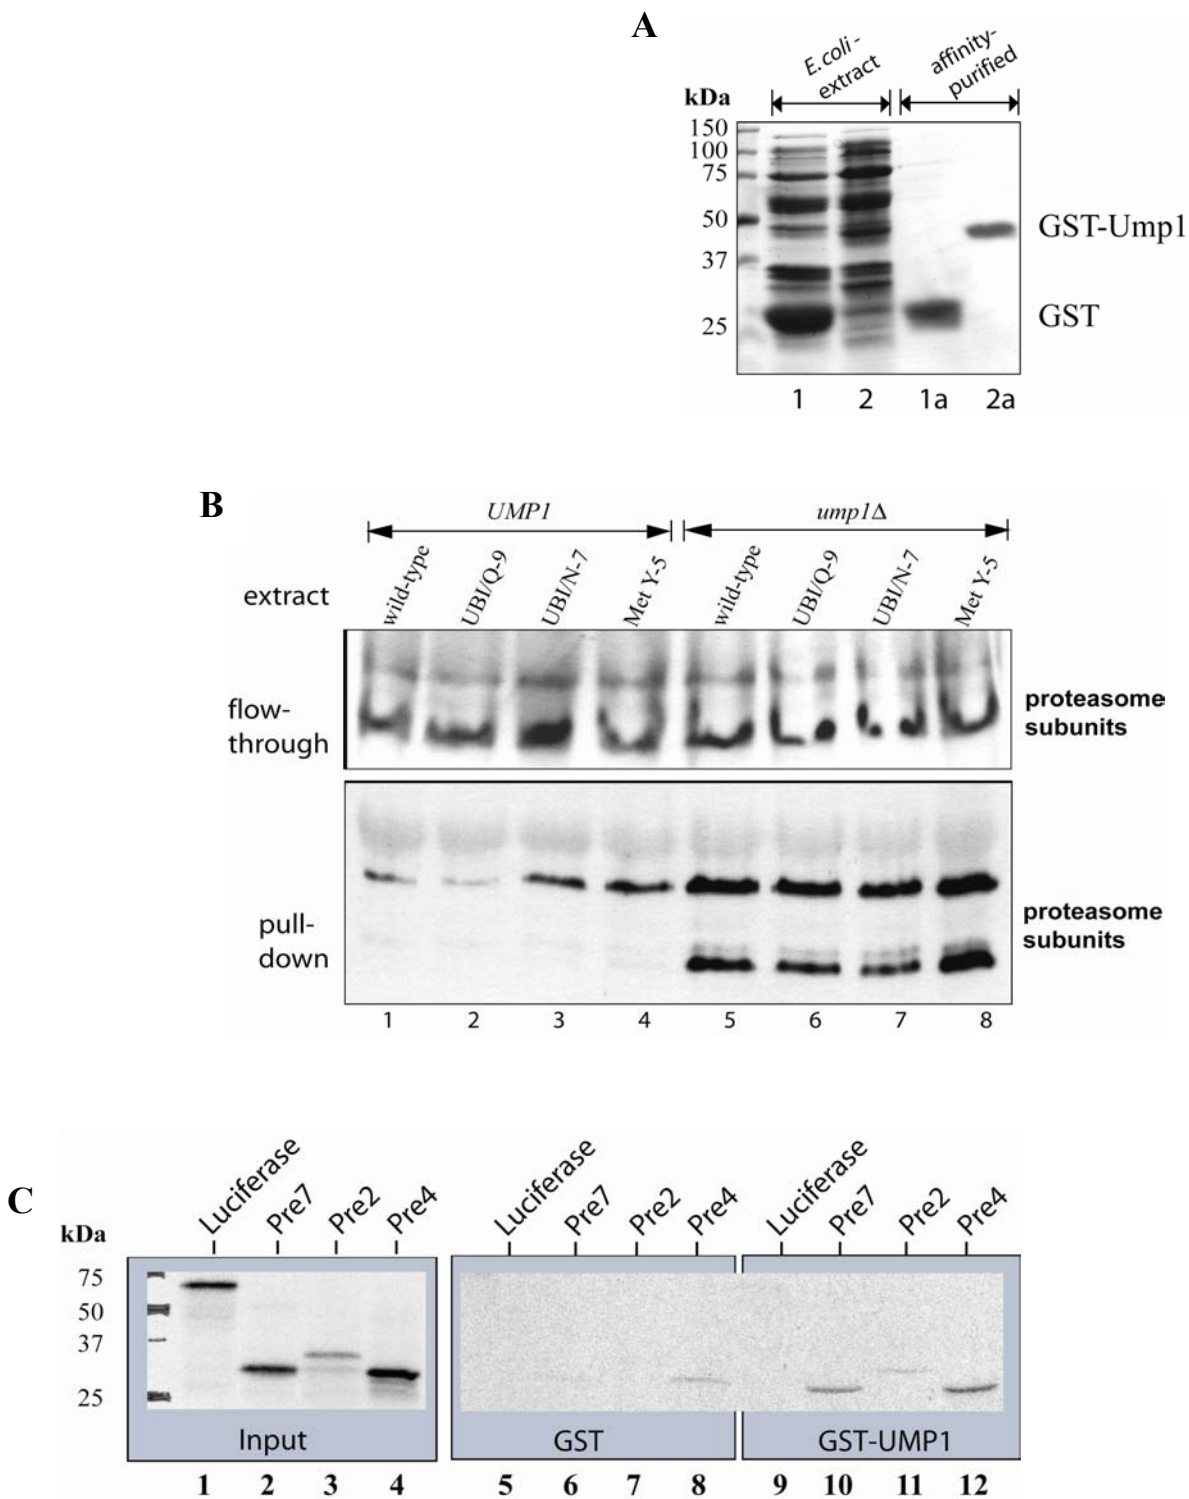 A
E. coli -
extract
affinity-
purified
kDa
150
100
75
50
37
25
GST-Ump1
GST
1 2 1a 2a
B
UMP1 ump1Δ
extract
wild-type UBI/Q-9 UBI/N-7 Met Y-5 wild-type UBI/Q-9 UBI/N-7 Met Y-5
flow-
through
proteasome
subunits
pull-
down
proteasome
subunits
1 2 3 4 5 6 7 8
C
kDa
Luciferase Pre7 Pre2 Pre4 Luciferase Pre7 Pre2 Pre4 Luciferase Pre7 Pre2 Pre4
75
50
37
25
Input GST GST-UMP1
1 2 3 4 5 6 7 8 9 10 11 12